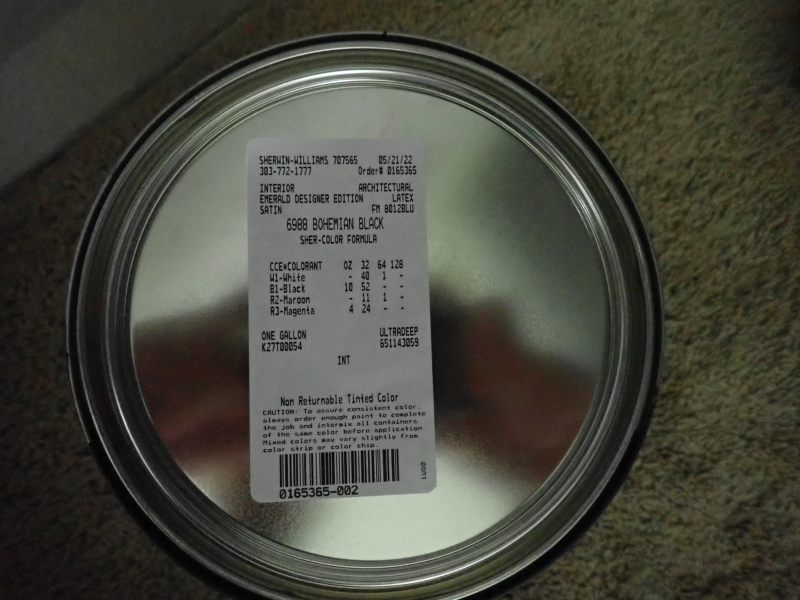 SHERWIN-WILLIAMS 707565 05/21/22
303-772-1777 Order# 0165365
INTERIOR ARCHITECTURAL
EMERALD DESIGNER EDITION LATEX
SATIN FM 8012BLU
6988 BOHEMIAN BLACK
SHER-COLOR FORMULA
CCE*COLORANT OZ 32 64 128
W1-White - 40 1 -
B1-Black 10 52 - -
R2-Maroon - 11 1 -
R3-Magenta 4 24 - -
ONE GALLON ULTRADEEP
K27T00054 651143059
INT
Non Returnable Tinted Color
CAUTION: To assure consistent color,
always order enough paint to complete
the job and intermix all containers
of the same color before application.
Mixed colors may vary slightly from
color strip or color chip.
0165365-002